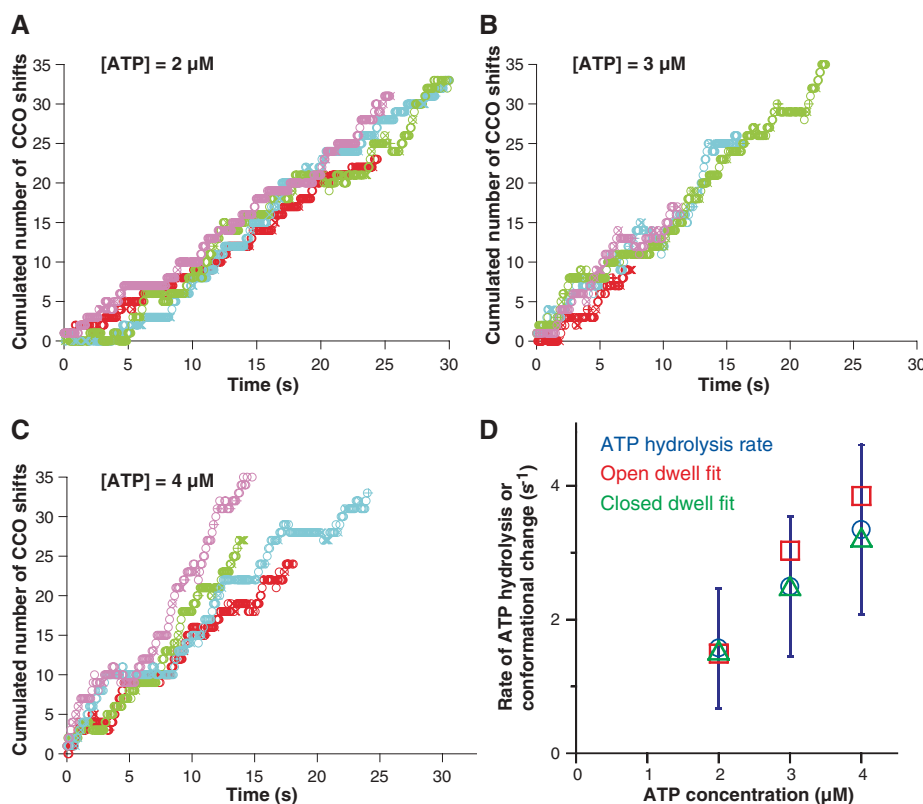 A
[ATP] = 2 µM
Cumulated number of CCO shifts
35
30
25
20
15
10
5
0
0 5 10 15 20 25 30
Time (s)
B
[ATP] = 3 µM
Cumulated number of CCO shifts
35
30
25
20
15
10
5
0
0 5 10 15 20 25 30
Time (s)
C
[ATP] = 4 µM
Cumulated number of CCO shifts
35
30
25
20
15
10
5
0
0 5 10 15 20 25 30
Time (s)
D
ATP hydrolysis rate
Open dwell fit
Closed dwell fit
Rate of ATP hydrolysis or
conformational change (s⁻¹)
4
2
0
0 1 2 3 4
ATP concentration (µM)